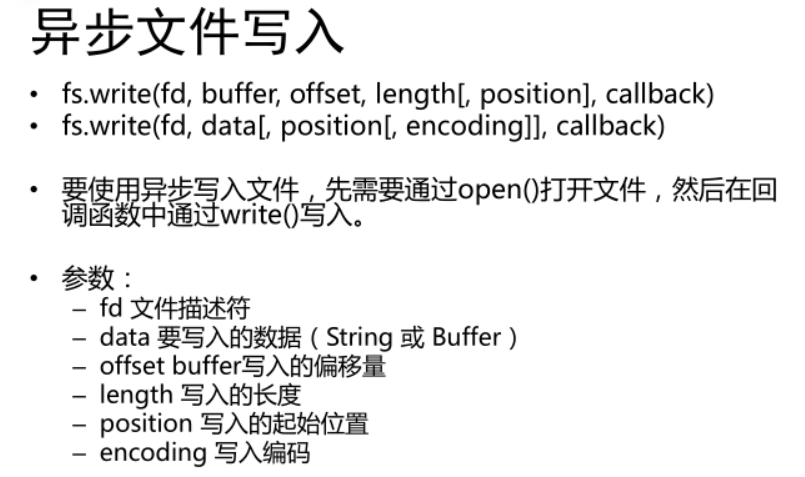 异步文件写入
• fs.write(fd, buffer, offset, length[, position], callback)
• fs.write(fd, data[, position[, encoding]], callback)
• 要使用异步写入文件，先需要通过open()打开文件，然后在回
调函数中通过write()写入。
• 参数：
– fd 文件描述符
– data 要写入的数据（String 或 Buffer）
– offset buffer写入的偏移量
– length 写入的长度
– position 写入的起始位置
– encoding 写入编码